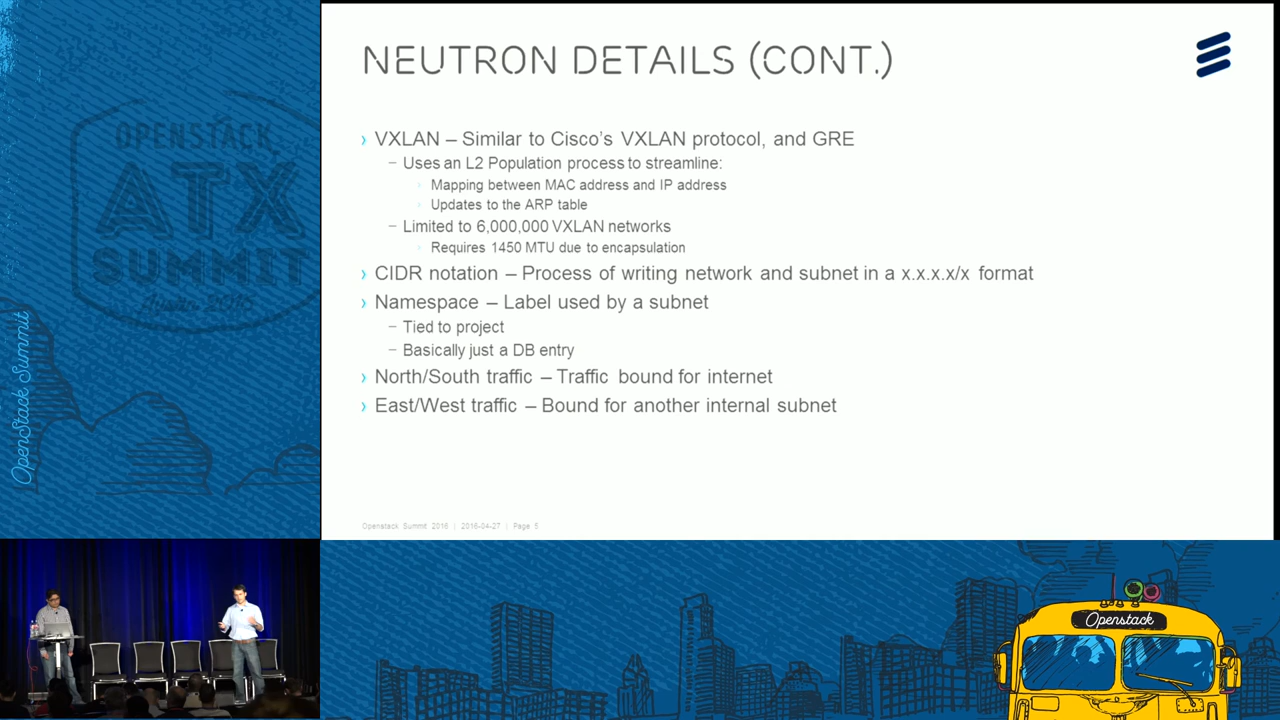 NEUTRON DETAILS (CONT.)
› VXLAN – Similar to Cisco's VXLAN protocol, and GRE
– Uses an L2 Population process to streamline:
› Mapping between MAC address and IP address
› Updates to the ARP table
– Limited to 6,000,000 VXLAN networks
› Requires 1450 MTU due to encapsulation
› CIDR notation – Process of writing network and subnet in a x.x.x.x/x format
› Namespace – Label used by a subnet
– Tied to project
– Basically just a DB entry
› North/South traffic – Traffic bound for internet
› East/West traffic – Bound for another internal subnet
Openstack Summit 2016 | 2016-04-27 | Page 5
OPENSTACK
ATX
SUMMIT
Austin 2016
OpenStack Summit
Openstack